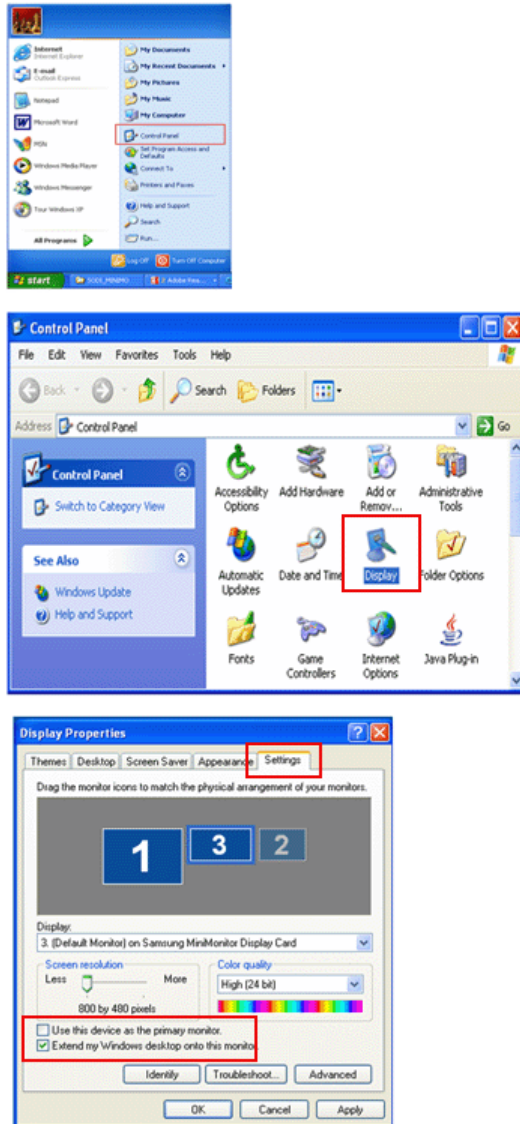 Internet
Internet Explorer
E-mail
Outlook Express
Notepad
Microsoft Word
MSN
Windows Media Player
Windows Messenger
Tour Windows XP
All Programs
My Documents
My Recent Documents
My Pictures
My Music
My Computer
Control Panel
Set Program Access and
Defaults
Connect To
Printers and Faxes
Help and Support
Search
Run...
Log Off
Turn Off Computer
start
Control Panel
File Edit View Favorites Tools Help
Back
Search
Folders
Address
Control Panel
Go
Control Panel
Switch to Category View
See Also
Windows Update
Help and Support
Accessibility
Options
Add Hardware
Add or
Remov...
Administrative
Tools
Automatic
Updates
Date and Time
Display
Folder Options
Fonts
Game
Controllers
Internet
Options
Java Plug-in
Display Properties
Themes Desktop Screen Saver Appearance Settings
Drag the monitor icons to match the physical arrangement of your monitors.
1 3 2
Display:
3. (Default Monitor) on Samsung MiniMonitor Display Card
Screen resolution
Less More
800 by 480 pixels
Color quality
High (24 bit)
Use this device as the primary monitor.
Extend my Windows desktop onto this monitor.
Identify Troubleshoot... Advanced
OK Cancel Apply